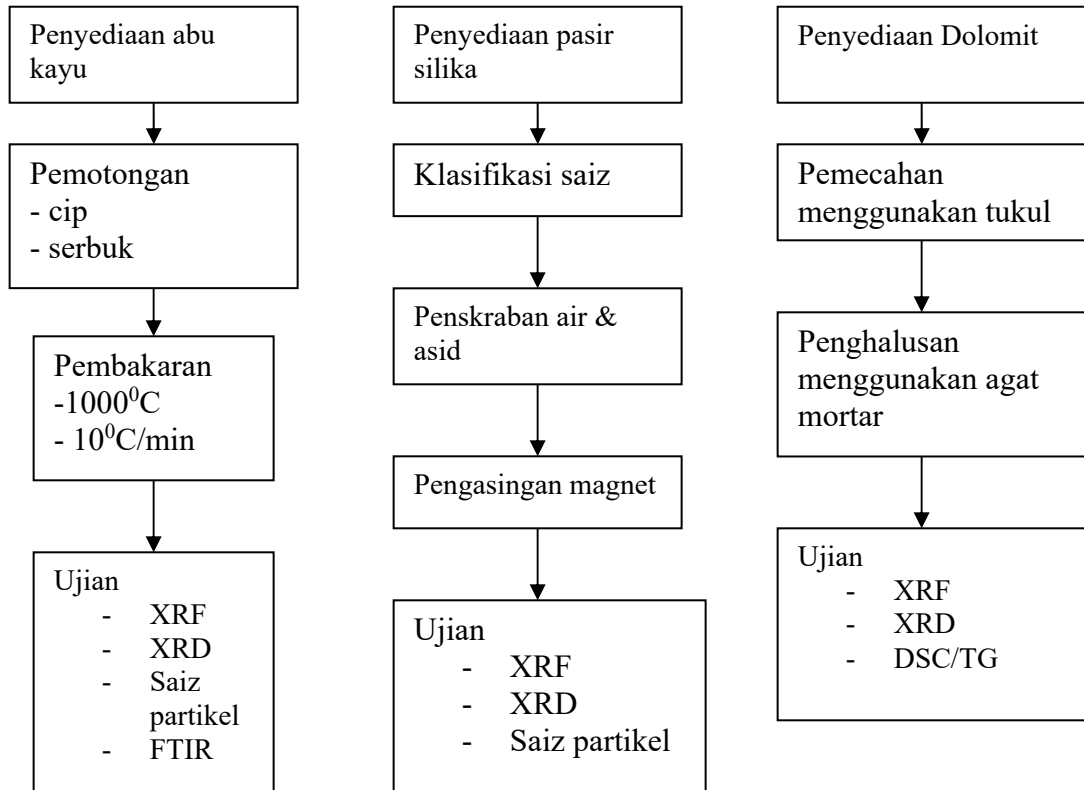 Penyediaan abu
kayu
Pemotongan
- cip
- serbuk
Pembakaran
-1000⁰C
- 10⁰C/min
Ujian
- XRF
- XRD
- Saiz
partikel
- FTIR
Penyediaan pasir
silika
Klasifikasi saiz
Penskraban air &
asid
Pengasingan magnet
Ujian
- XRF
- XRD
- Saiz partikel
Penyediaan Dolomit
Pemecahan
menggunakan tukul
Penghalusan
menggunakan agat
mortar
Ujian
- XRF
- XRD
- DSC/TG